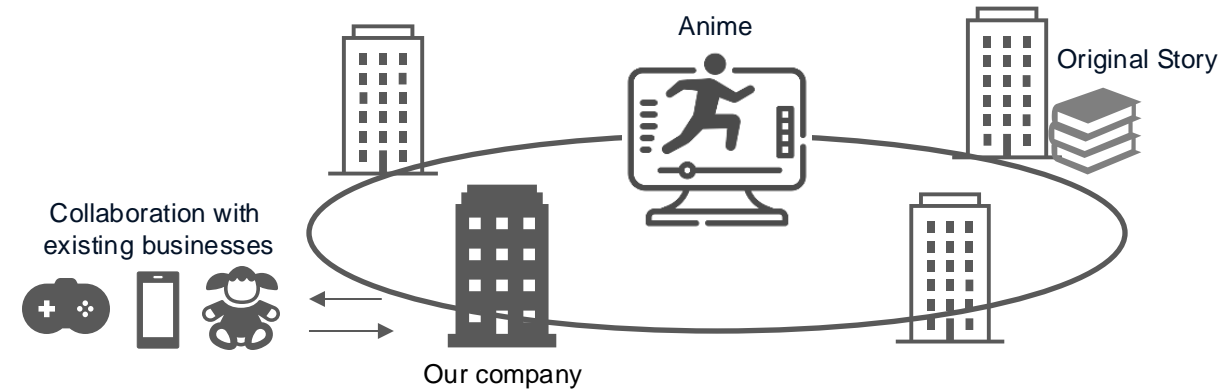 Anime
Original Story
Collaboration with
existing businesses
Our company